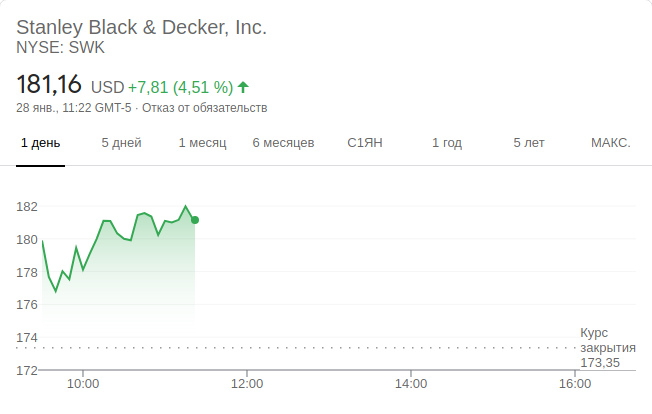 Stanley Black & Decker, Inc.
NYSE: SWK
181,16 USD +7,81 (4,51 %)
28 янв., 11:22 GMT-5 · Отказ от обязательств
1 день 5 дней 1 месяц 6 месяцев С1ЯН 1 год 5 лет МАКС.
182
180
178
176
174
Курс
закрытия
173,35
172
10:00 12:00 14:00 16:00